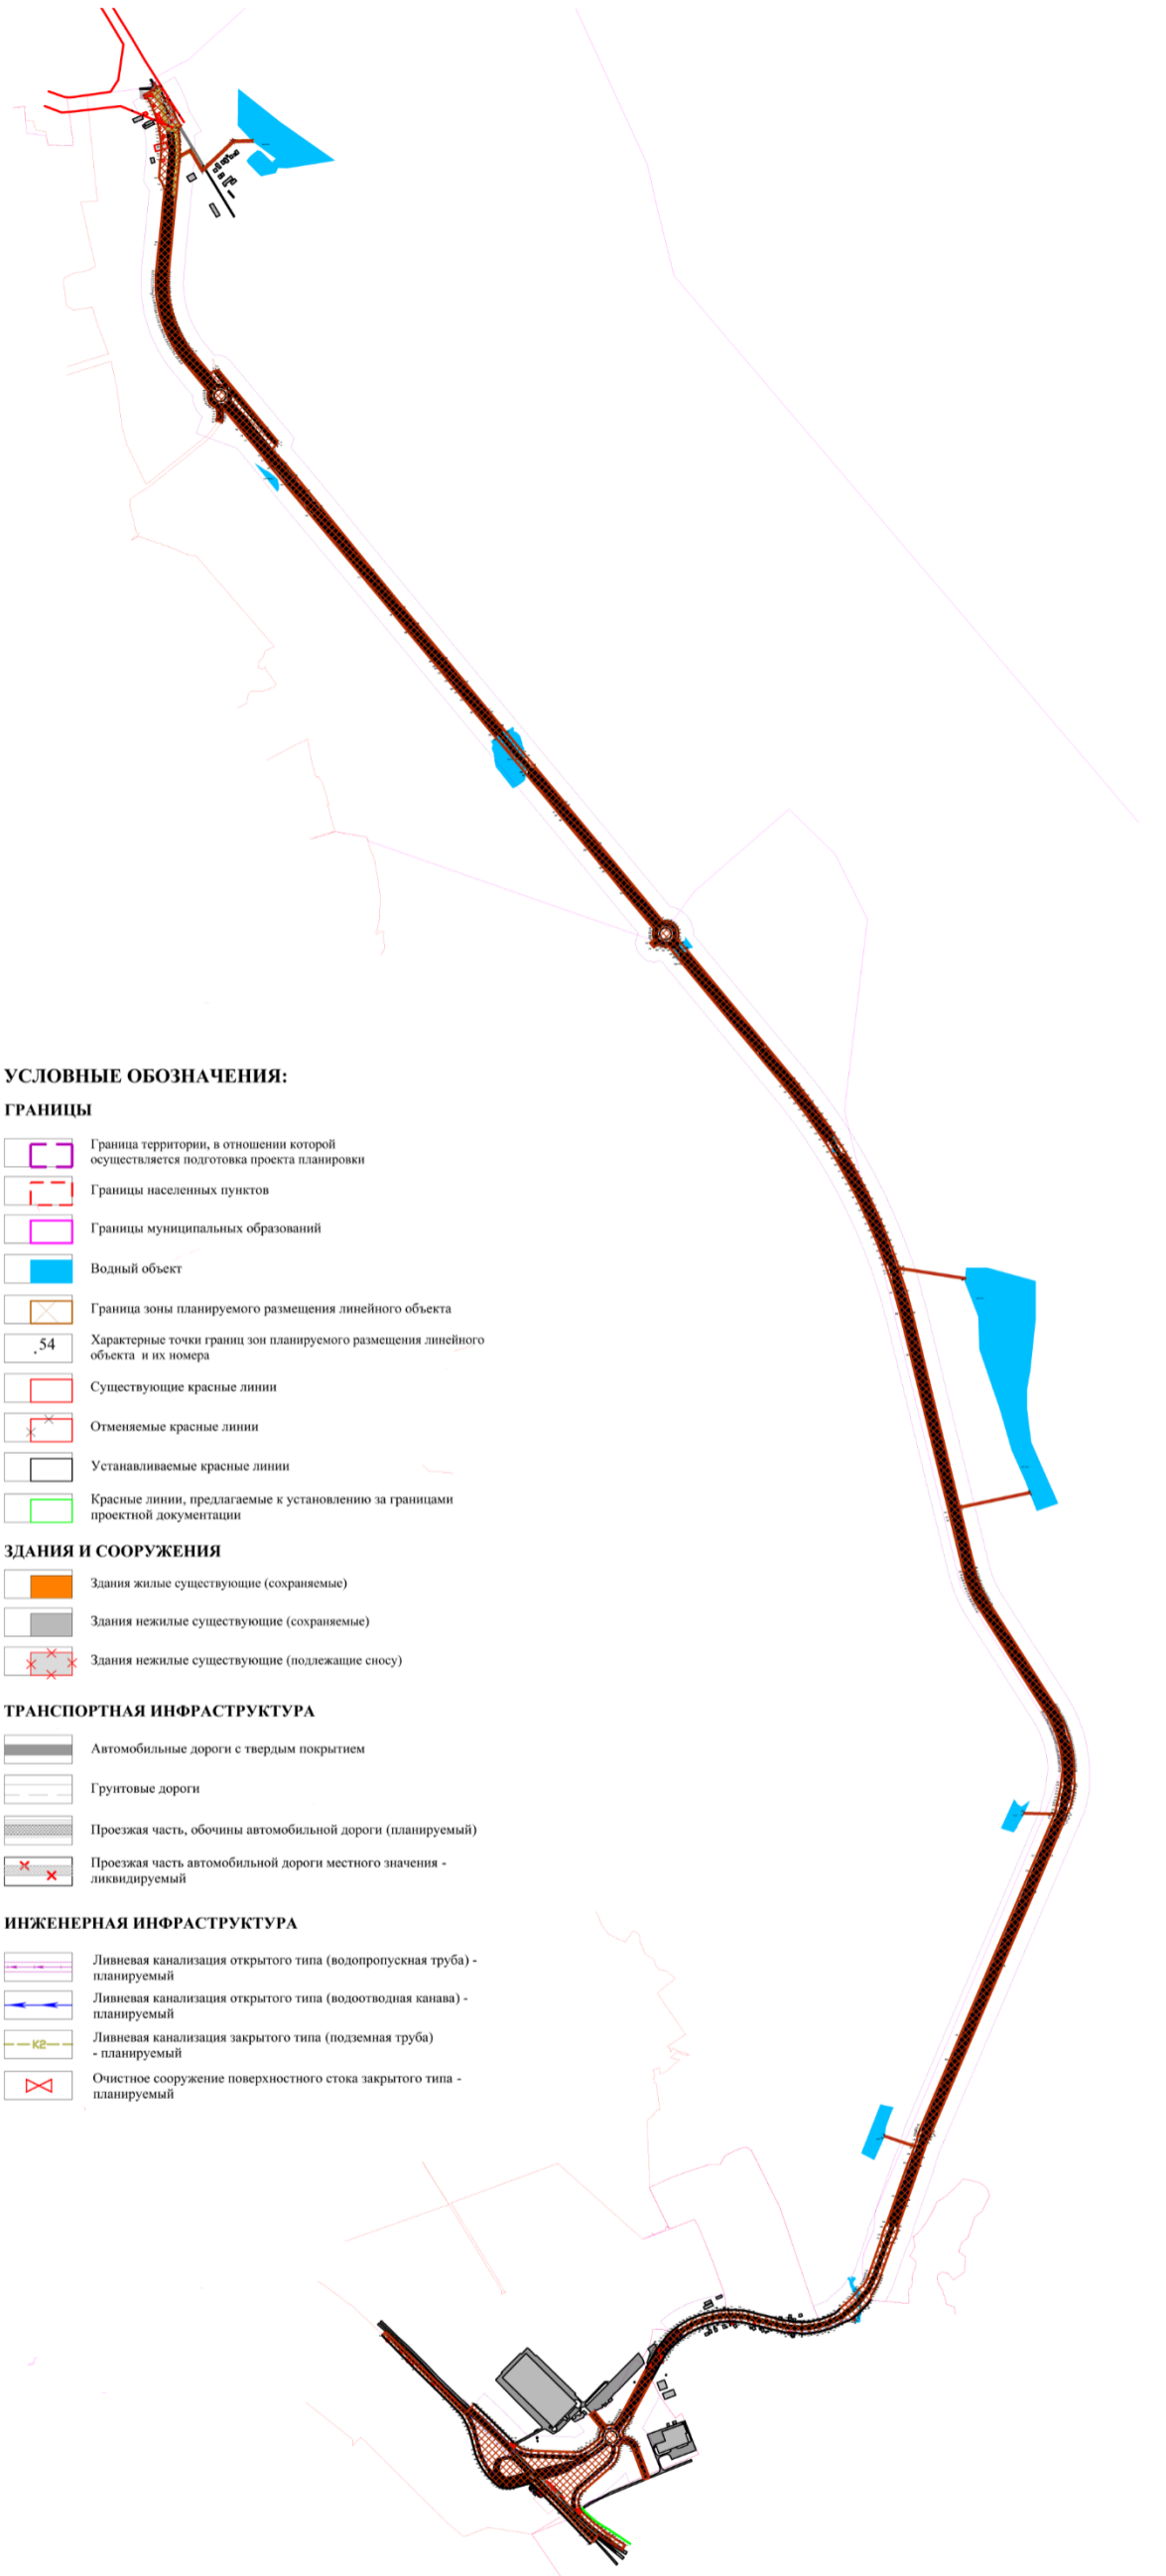 УСЛОВНЫЕ ОБОЗНАЧЕНИЯ:
ГРАНИЦЫ
Граница территории, в отношении которой
осуществляется подготовка проекта планировки
Границы населенных пунктов
Границы муниципальных образований
Водный объект
Граница зоны планируемого размещения линейного объекта
.54
Характерные точки границ зон планируемого размещения линейного
объекта и их номера
Существующие красные линии
Отменяемые красные линии
Устанавливаемые красные линии
Красные линии, предлагаемые к установлению за границами
проектной документации
ЗДАНИЯ И СООРУЖЕНИЯ
Здания жилые существующие (сохраняемые)
Здания нежилые существующие (сохраняемые)
Здания нежилые существующие (подлежащие сносу)
ТРАНСПОРТНАЯ ИНФРАСТРУКТУРА
Автомобильные дороги с твердым покрытием
Грунтовые дороги
Проезжая часть, обочины автомобильной дороги (планируемый)
Проезжая часть автомобильной дороги местного значения -
ликвидируемый
ИНЖЕНЕРНАЯ ИНФРАСТРУКТУРА
Ливневая канализация открытого типа (водопропускная труба) -
планируемый
Ливневая канализация открытого типа (водоотводная канава) -
планируемый
К2
Ливневая канализация закрытого типа (подземная труба)
- планируемый
Очистное сооружение поверхностного стока закрытого типа -
планируемый